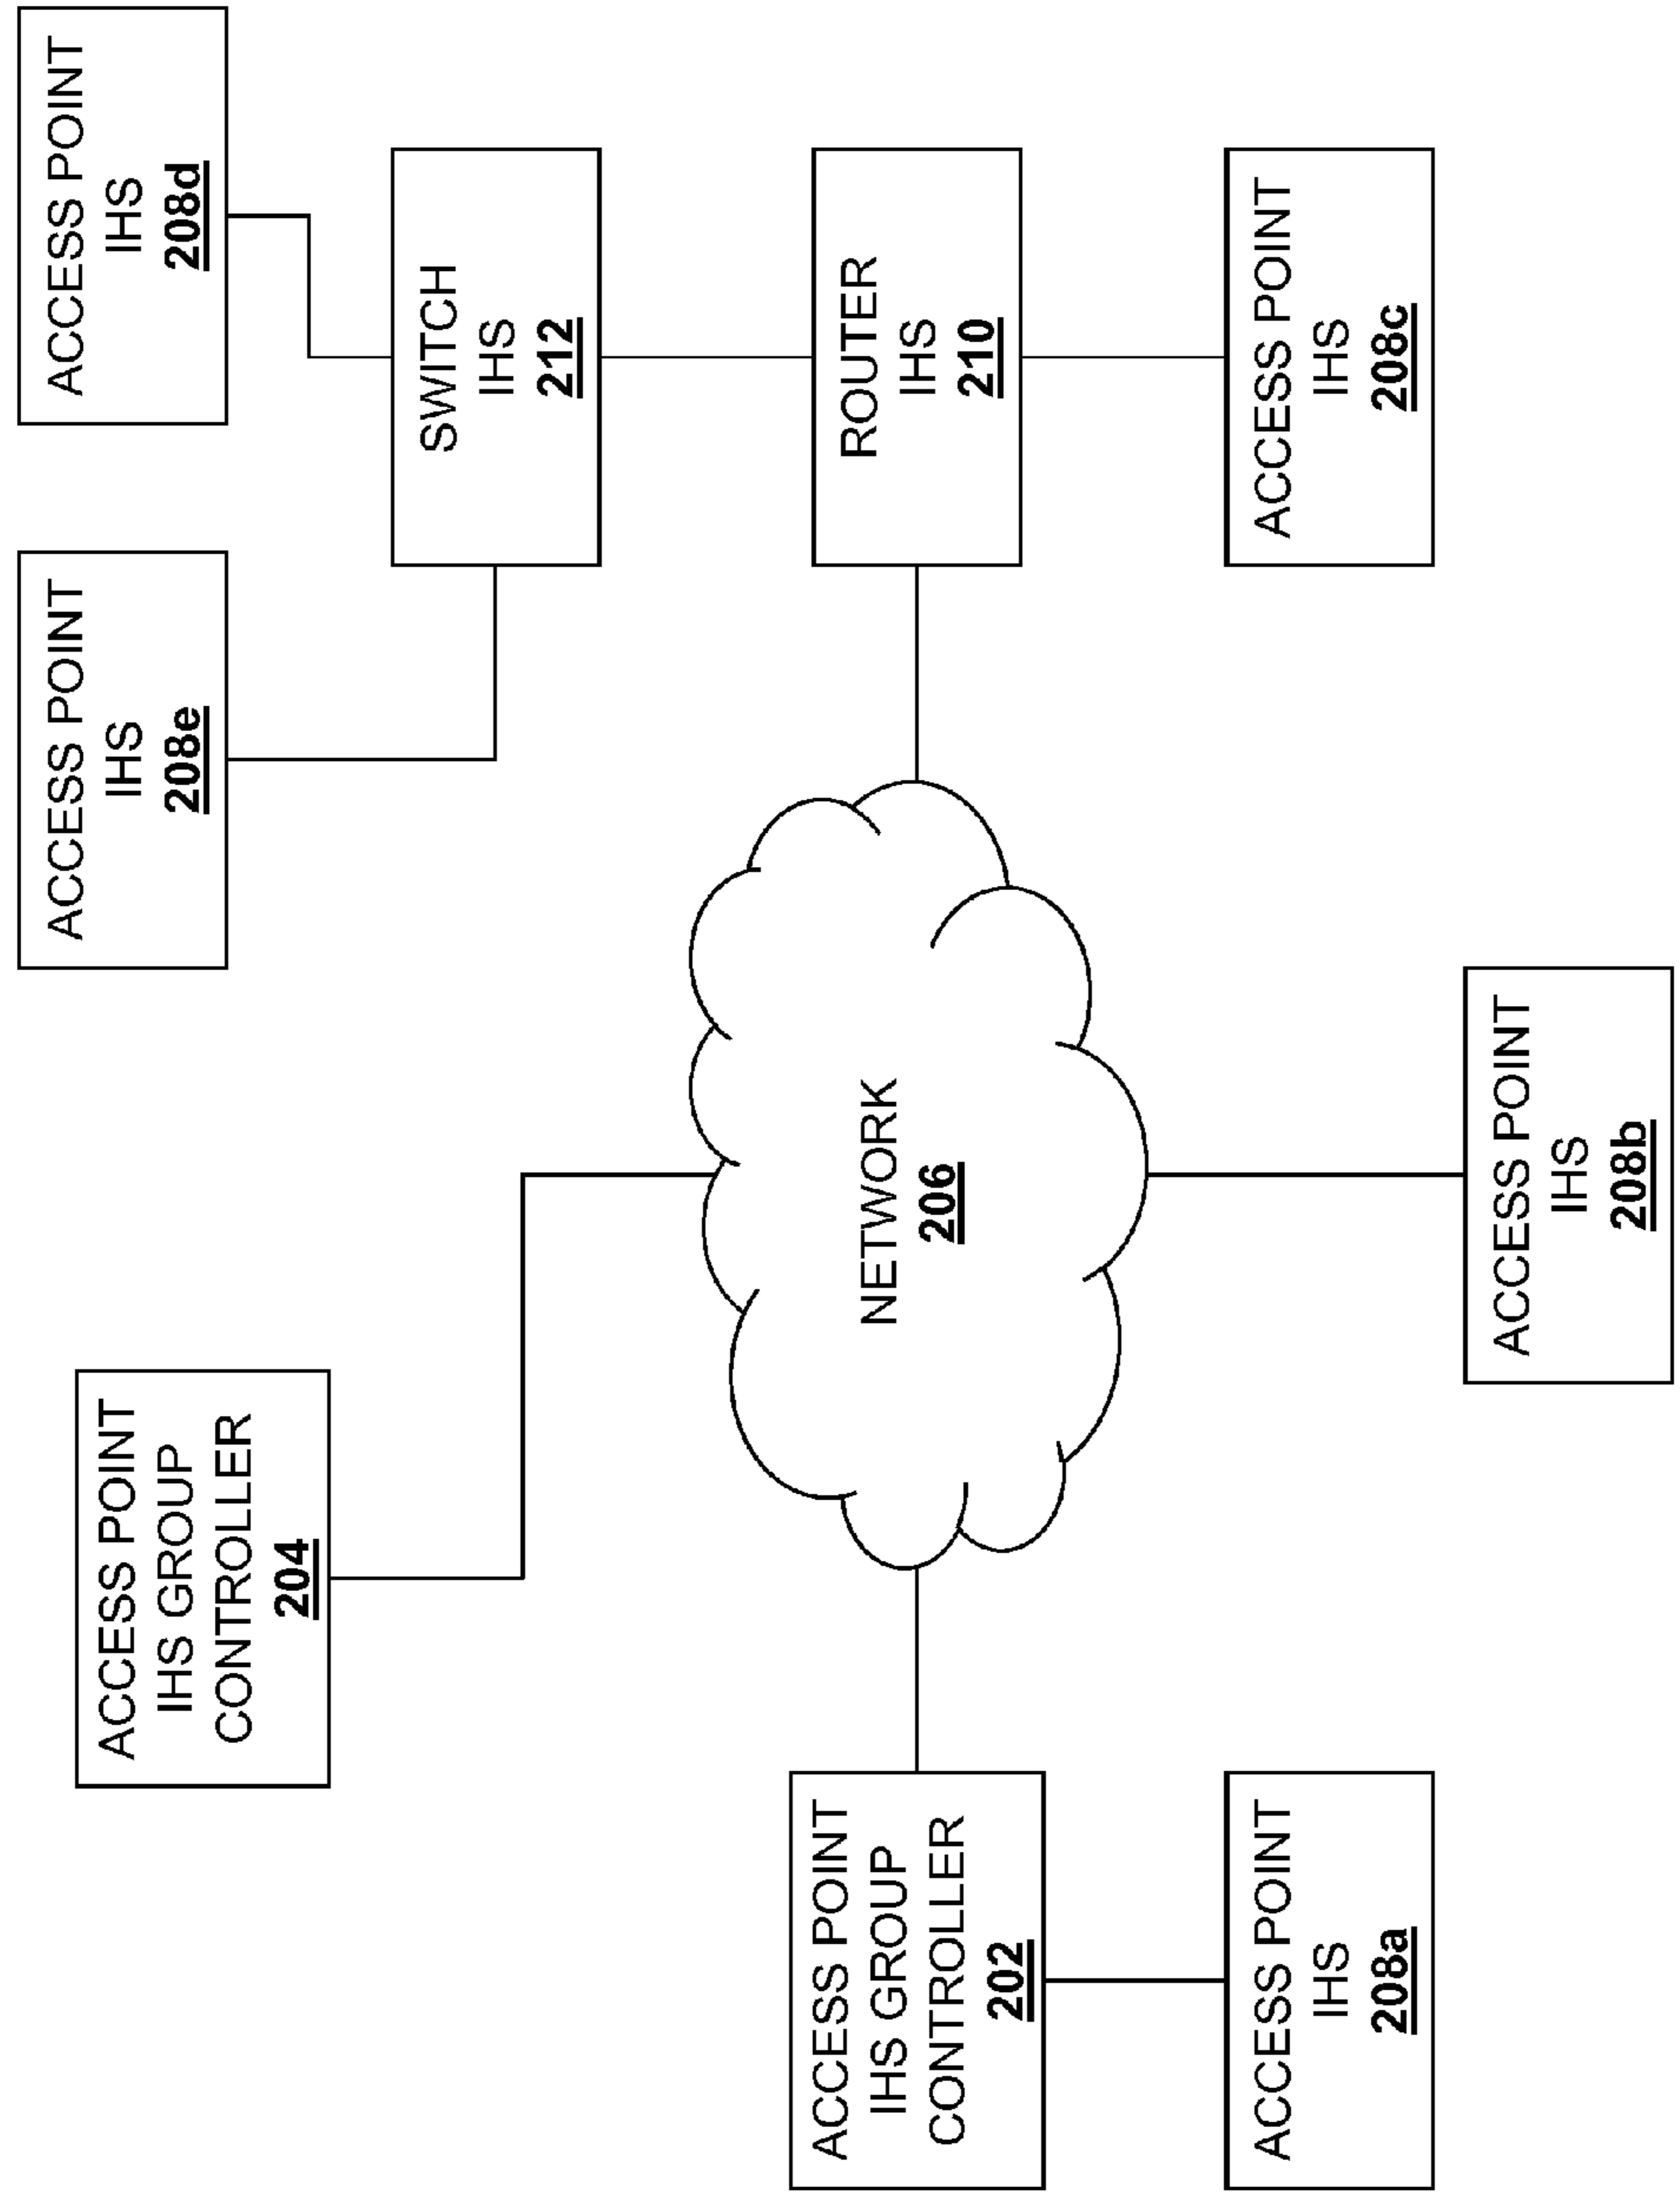 ACCESS POINT
IHS GROUP
CONTROLLER
204
ACCESS POINT
IHS
208e
ACCESS POINT
IHS
208d
SWITCH
IHS
212
ACCESS POINT
IHS GROUP
CONTROLLER
202
NETWORK
206
ROUTER
IHS
210
ACCESS POINT
IHS
208a
ACCESS POINT
IHS
208b
ACCESS POINT
IHS
208c